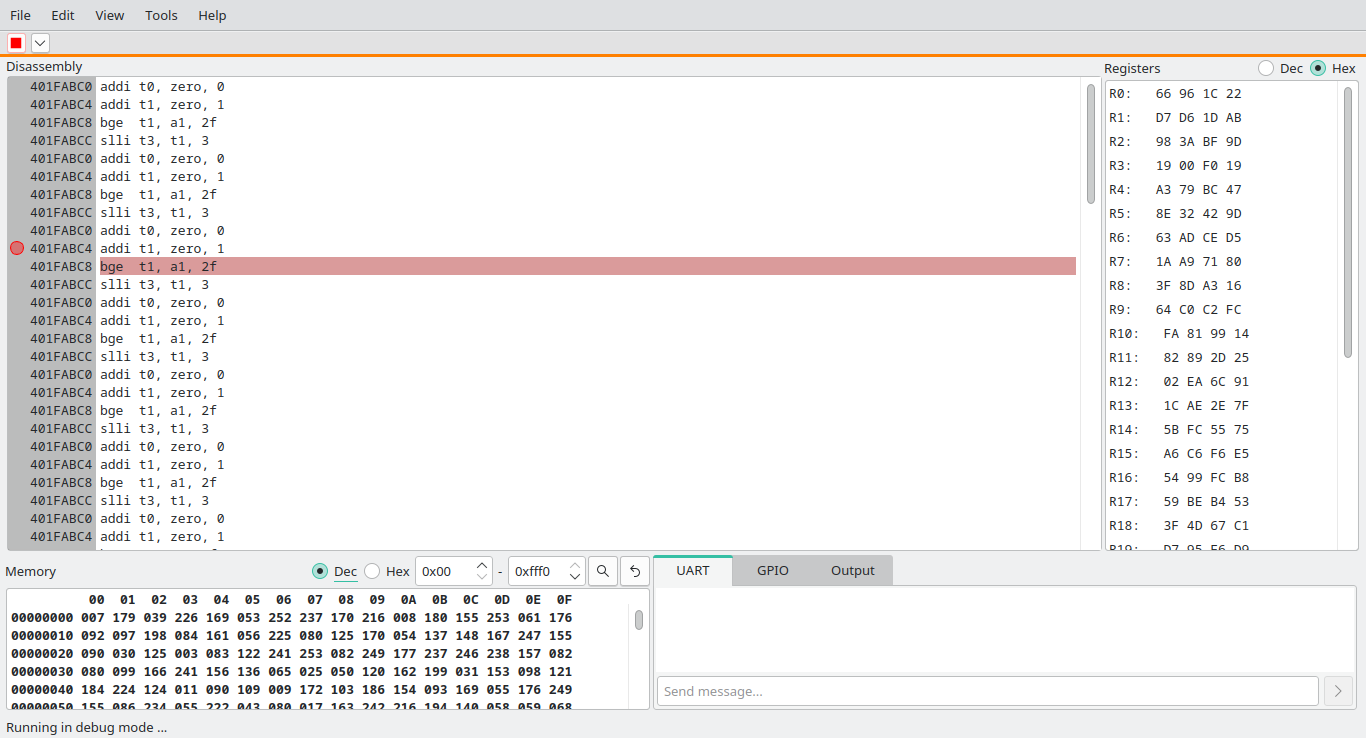 File Edit View Tools Help
Disassembly
401FABC0 addi t0, zero, 0
401FABC4 addi t1, zero, 1
401FABC8 bge  t1, a1, 2f
401FABCC slli t3, t1, 3
401FABC0 addi t0, zero, 0
401FABC4 addi t1, zero, 1
401FABC8 bge  t1, a1, 2f
401FABCC slli t3, t1, 3
401FABC0 addi t0, zero, 0
401FABC4 addi t1, zero, 1
401FABC8 bge  t1, a1, 2f
401FABCC slli t3, t1, 3
401FABC0 addi t0, zero, 0
401FABC4 addi t1, zero, 1
401FABC8 bge  t1, a1, 2f
401FABCC slli t3, t1, 3
401FABC0 addi t0, zero, 0
401FABC4 addi t1, zero, 1
401FABC8 bge  t1, a1, 2f
401FABCC slli t3, t1, 3
401FABC0 addi t0, zero, 0
401FABC4 addi t1, zero, 1
401FABC8 bge  t1, a1, 2f
401FABCC slli t3, t1, 3
401FABC0 addi t0, zero, 0
401FABC4 addi t1, zero, 1
Registers Dec Hex
R0: 66 96 1C 22
R1: D7 D6 1D AB
R2: 98 3A BF 9D
R3: 19 00 F0 19
R4: A3 79 BC 47
R5: 8E 32 42 9D
R6: 63 AD CE D5
R7: 1A A9 71 80
R8: 3F 8D A3 16
R9: 64 C0 C2 FC
R10: FA 81 99 14
R11: 82 89 2D 25
R12: 02 EA 6C 91
R13: 1C AE 2E 7F
R14: 5B FC 55 75
R15: A6 C6 F6 E5
R16: 54 99 FC B8
R17: 59 BE B4 53
R18: 3F 4D 67 C1
Memory Dec Hex 0x00 - 0xfff0
00 01 02 03 04 05 06 07 08 09 0A 0B 0C 0D 0E 0F
00000000 007 179 039 226 169 053 252 237 170 216 008 180 155 253 061 176
00000010 092 097 198 084 161 056 225 080 125 170 054 137 148 167 247 155
00000020 090 030 125 003 083 122 241 253 082 249 177 237 246 238 157 082
00000030 080 099 166 241 156 136 065 025 050 120 162 199 031 153 098 121
00000040 184 224 124 011 090 109 009 172 103 186 154 093 169 055 176 249
00000050 155 086 234 055 222 043 080 017 163 242 216 194 140 058 059 068
UART GPIO Output
Send message...
Running in debug mode ...